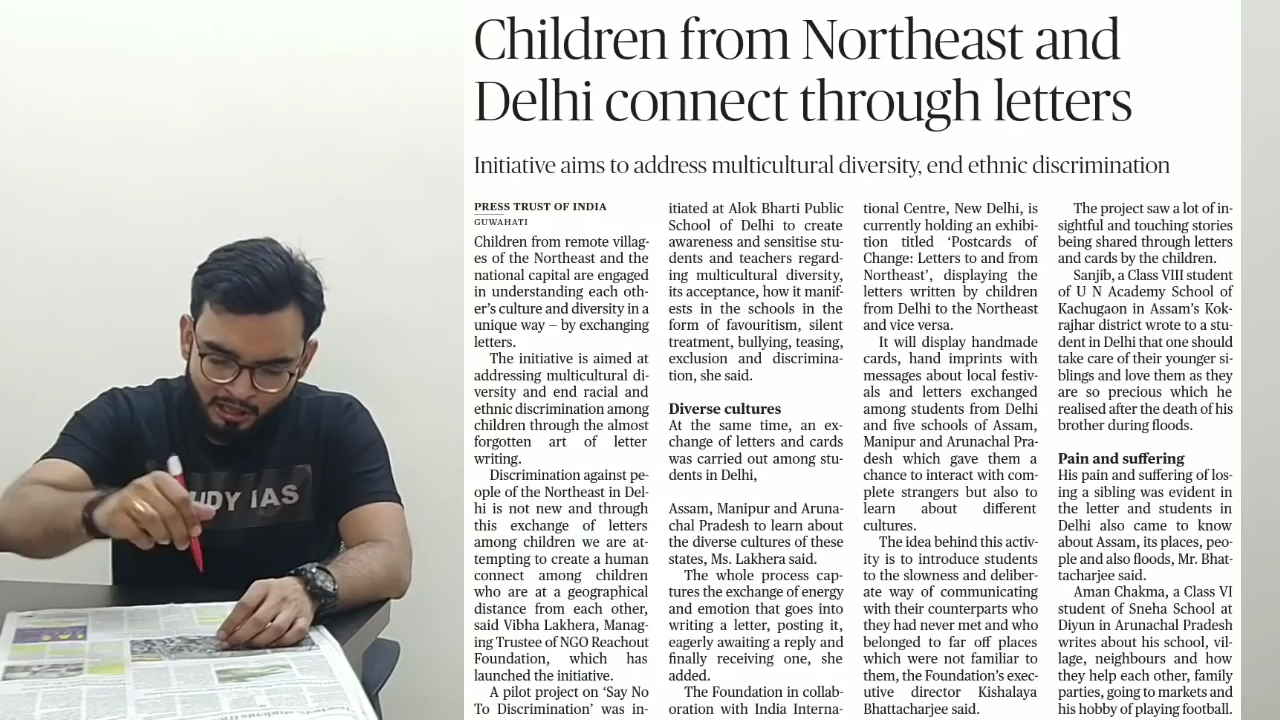 Children from Northeast and
Delhi connect through letters
Initiative aims to address multicultural diversity, end ethnic discrimination
PRESS TRUST OF INDIA
GUWAHATI
Children from remote villag-
es of the Northeast and the
national capital are engaged
in understanding each oth-
er's culture and diversity in a
unique way – by exchanging
letters.
The initiative is aimed at
addressing multicultural di-
versity and end racial and
ethnic discrimination among
children through the almost
forgotten art of letter
writing.
Discrimination against pe-
ople of the Northeast in Del-
hi is not new and through
this exchange of letters
among children we are at-
tempting to create a human
connect among children
who are at a geographical
distance from each other,
said Vibha Lakhera, Manag-
ing Trustee of NGO Reachout
Foundation, which has
launched the initiative.
A pilot project on 'Say No
To Discrimination' was in-
itiated at Alok Bharti Public
School of Delhi to create
awareness and sensitise stu-
dents and teachers regard-
ing multicultural diversity,
its acceptance, how it manif-
ests in the schools in the
form of favouritism, silent
treatment, bullying, teasing,
exclusion and discrimina-
tion, she said.
Diverse cultures
At the same time, an ex-
change of letters and cards
was carried out among stu-
dents in Delhi,
Assam, Manipur and Aruna-
chal Pradesh to learn about
the diverse cultures of these
states, Ms. Lakhera said.
The whole process cap-
tures the exchange of energy
and emotion that goes into
writing a letter, posting it,
eagerly awaiting a reply and
finally receiving one, she
added.
The Foundation in collab-
oration with India Interna-
tional Centre, New Delhi, is
currently holding an exhibi-
tion titled 'Postcards of
Change: Letters to and from
Northeast', displaying the
letters written by children
from Delhi to the Northeast
and vice versa.
It will display handmade
cards, hand imprints with
messages about local festiv-
als and letters exchanged
among students from Delhi
and five schools of Assam,
Manipur and Arunachal Pra-
desh which gave them a
chance to interact with com-
plete strangers but also to
learn about different
cultures.
The idea behind this activ-
ity is to introduce students
to the slowness and deliber-
ate way of communicating
with their counterparts who
they had never met and who
belonged to far off places
which were not familiar to
them, the Foundation's exec-
utive director Kishalaya
Bhattacharjee said.
The project saw a lot of in-
sightful and touching stories
being shared through letters
and cards by the children.
Sanjib, a Class VIII student
of U N Academy School of
Kachugaon in Assam's Kok-
rajhar district wrote to a stu-
dent in Delhi that one should
take care of their younger si-
blings and love them as they
are so precious which he
realised after the death of his
brother during floods.
Pain and suffering
His pain and suffering of los-
ing a sibling was evident in
the letter and students in
Delhi also came to know
about Assam, its places, peo-
ple and also floods, Mr. Bhat-
tacharjee said.
Aman Chakma, a Class VI
student of Sneha School at
Diyun in Arunachal Pradesh
writes about his school, vil-
lage, neighbours and how
they help each other, family
parties, going to markets and
his hobby of playing football.
UDY IAS